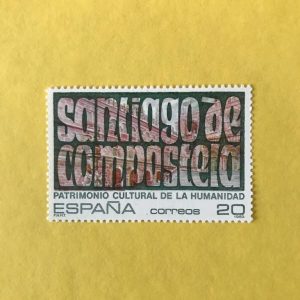 santiago de
compostela
PATRIMONIO CULTURAL DE LA HUMANIDAD
ESPAÑA correos 20